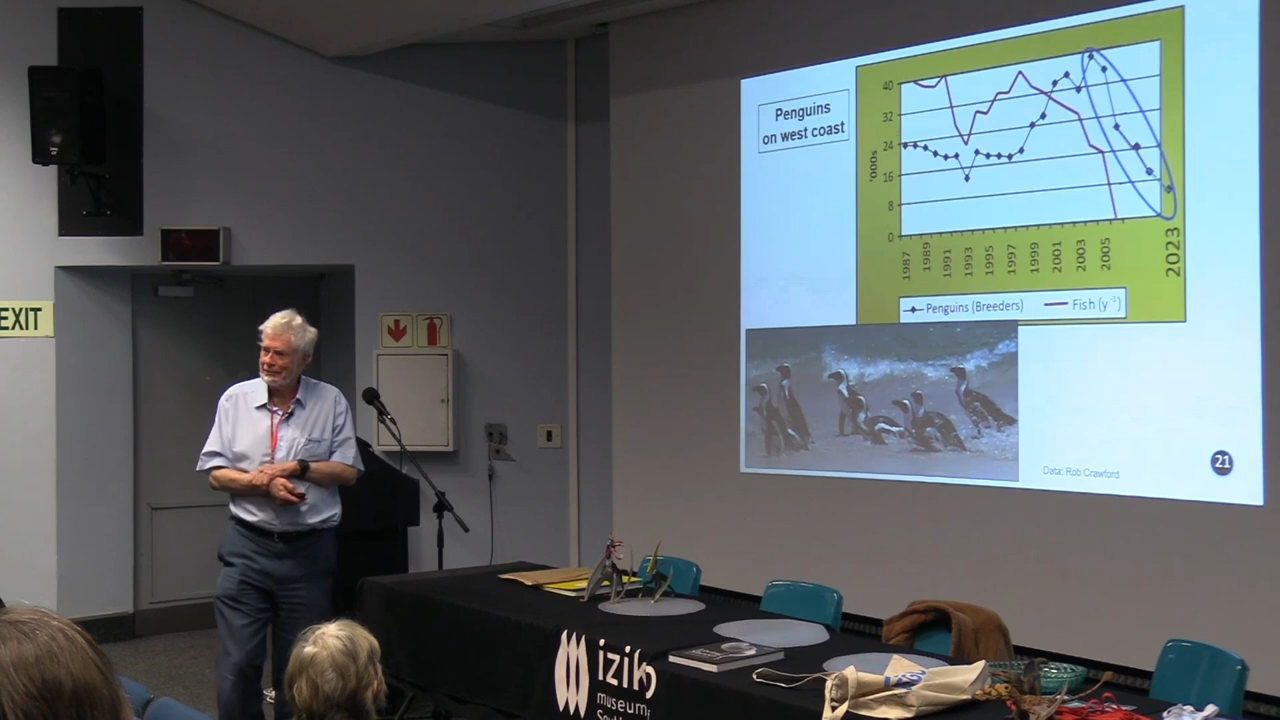 EXIT
Penguins
on west coast
'000s
40
32
24
16
8
0
1987
1989
1991
1993
1995
1997
1999
2001
2003
2005
2023
Penguins (Breeders)
Fish (y⁻¹)
Data: Rob Crawford
21
iziko
museums